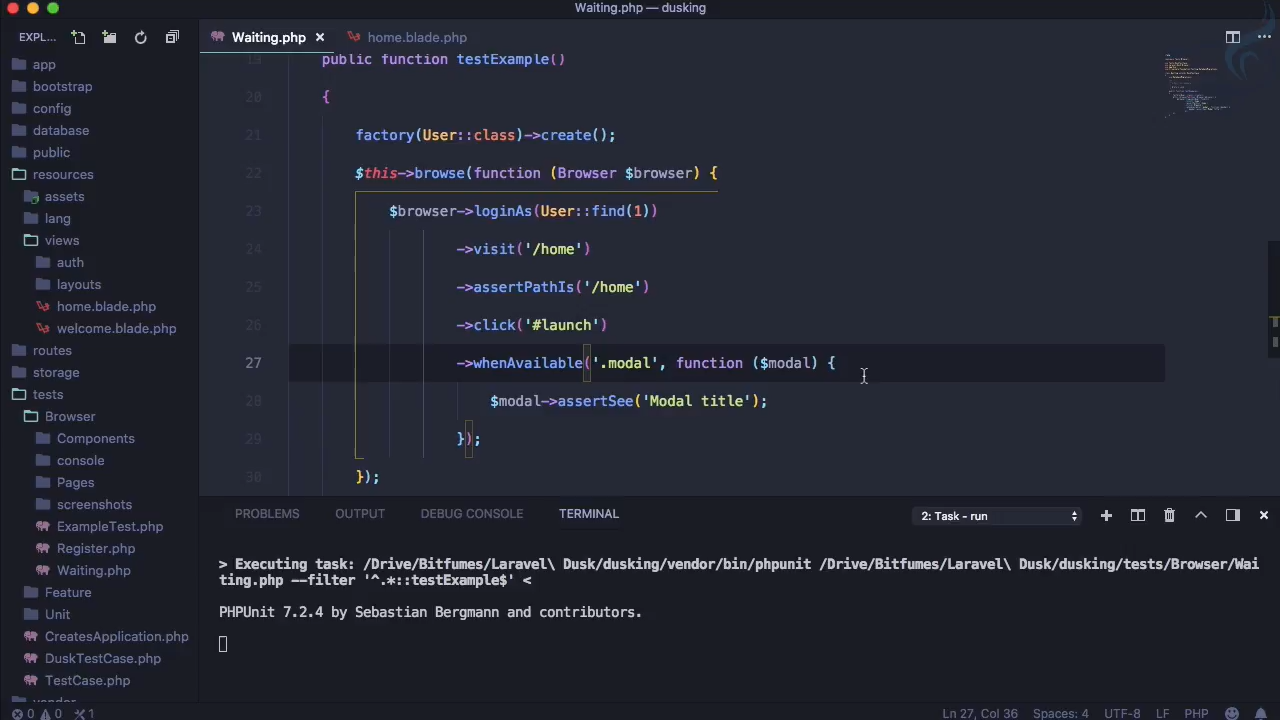 Waiting.php — dusking
EXPL...
Waiting.php ×
home.blade.php
app
bootstrap
config
database
public
resources
assets
lang
views
auth
layouts
home.blade.php
welcome.blade.php
routes
storage
tests
Browser
Components
console
Pages
screenshots
ExampleTest.php
Register.php
Waiting.php
Feature
Unit
CreatesApplication.php
DuskTestCase.php
TestCase.php
vendor
19 public function testExample()
20 {
21 factory(User::class)->create();
22 $this->browse(function (Browser $browser) {
23 $browser->loginAs(User::find(1))
24 ->visit('/home')
25 ->assertPathIs('/home')
26 ->click('#launch')
27 ->whenAvailable('.modal', function ($modal) {
28 $modal->assertSee('Modal title');
29 });
30 });
PROBLEMS OUTPUT DEBUG CONSOLE TERMINAL 2: Task - run
> Executing task: /Drive/Bitfumes/Laravel\ Dusk/dusking/vendor/bin/phpunit /Drive/Bitfumes/Laravel\ Dusk/dusking/tests/Browser/Wai
ting.php --filter '^.*::testExample$' <
PHPUnit 7.2.4 by Sebastian Bergmann and contributors.
0 0 1 Ln 27, Col 36 Spaces: 4 UTF-8 LF PHP